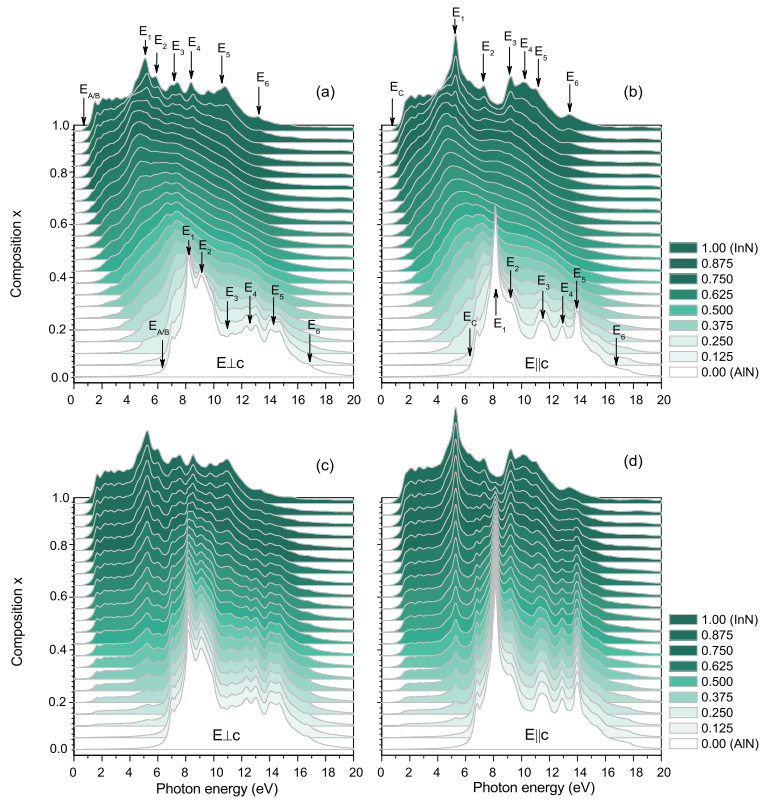 E1 E2 E3 E4 E5 E6 EA/B (a)
E1 E2 E3 E4 E5 E6 EC (b)
Composition x
1.0
0.8
0.6
0.4
0.2
0.0
E1 E2 E3 E4 E5 E6 EA/B
E⊥c
E1 E2 E3 E4 E5 E6 EC
E||c
0 2 4 6 8 10 12 14 16 18 20
0 2 4 6 8 10 12 14 16 18 20
1.00 (InN)
0.875
0.750
0.625
0.500
0.375
0.250
0.125
0.00 (AlN)
(c)
(d)
Composition x
1.0
0.8
0.6
0.4
0.2
0.0
E⊥c
E||c
0 2 4 6 8 10 12 14 16 18 20
0 2 4 6 8 10 12 14 16 18 20
Photon energy (eV)
Photon energy (eV)
1.00 (InN)
0.875
0.750
0.625
0.500
0.375
0.250
0.125
0.00 (AlN)